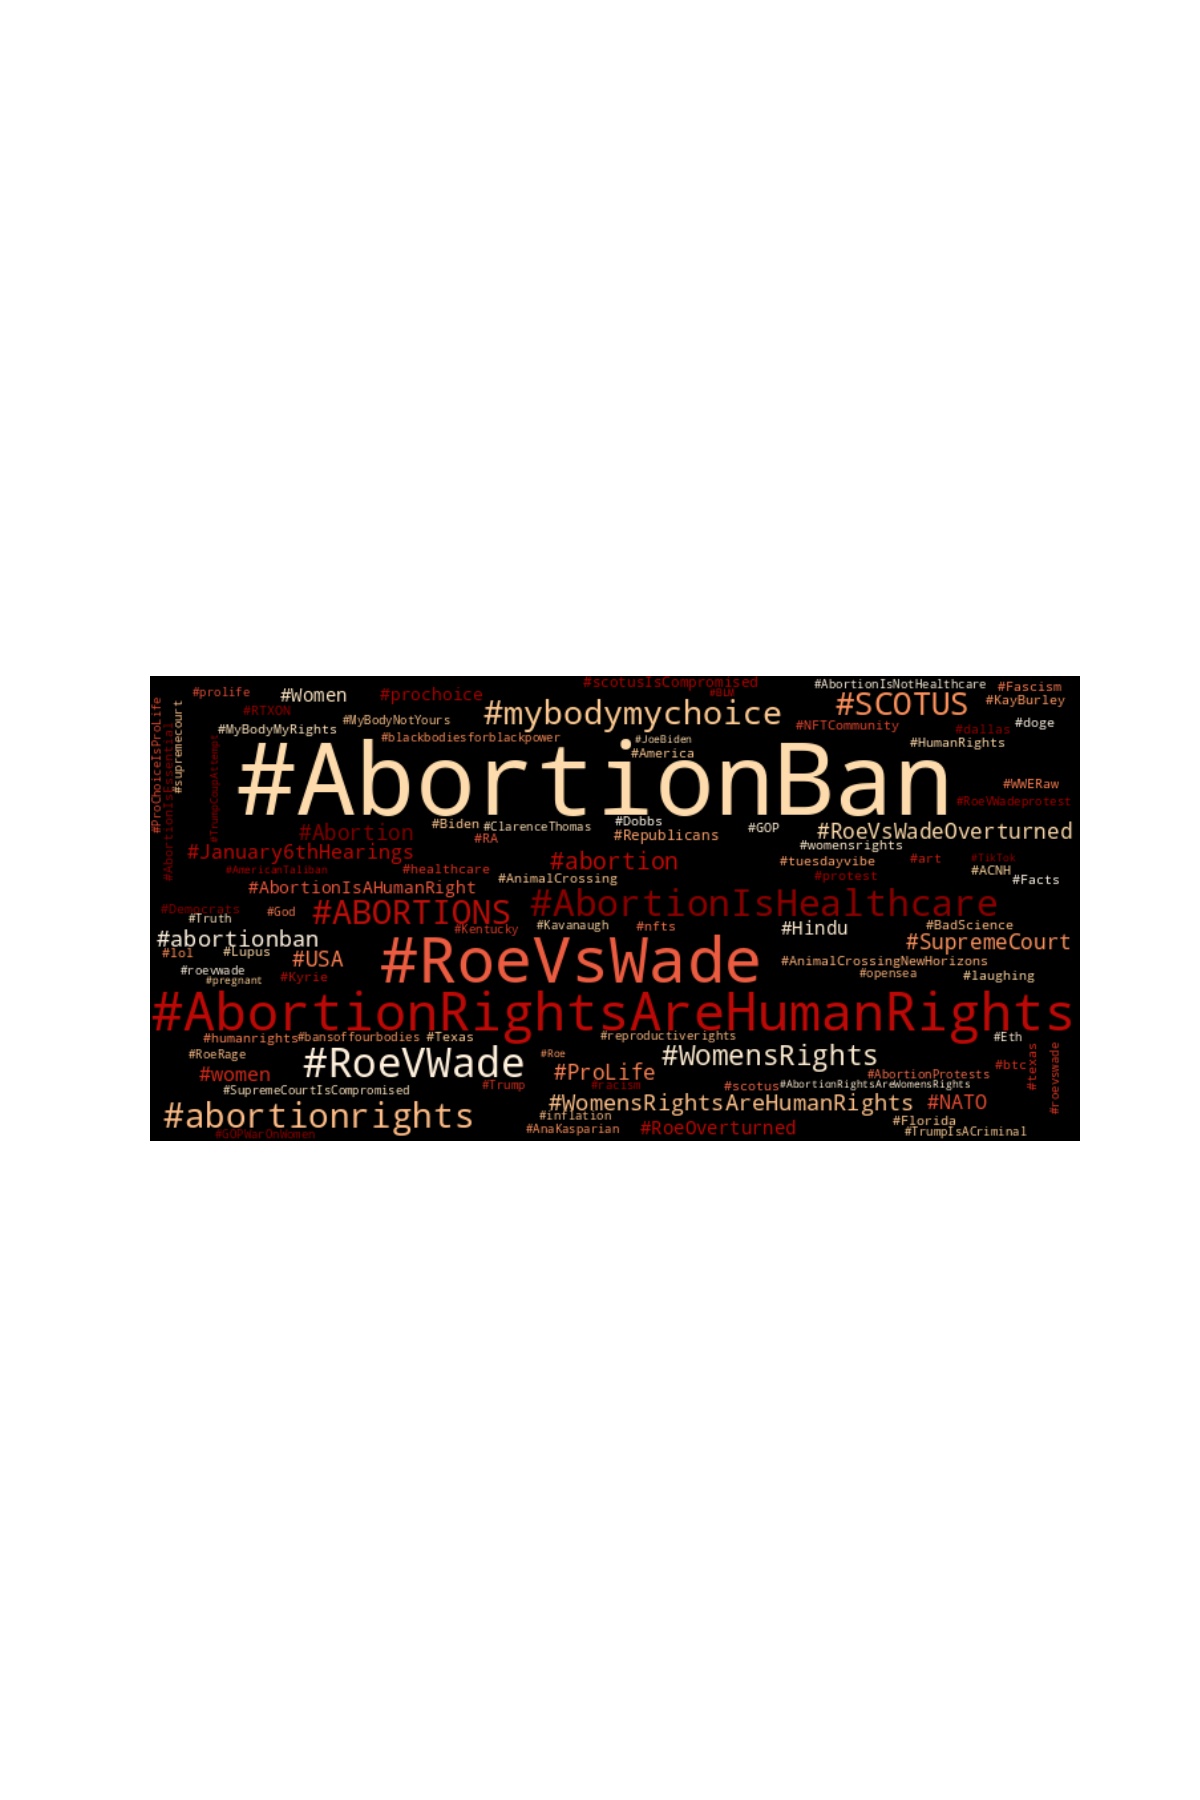 #scotusIsCompromised
#AbortionIsNotHealthcare #Fascism
#prolife #Women #prochoice #BLM #SCOTUS #KayBurley
#RTXON #MyBodyNotYours #mybodymychoice #NFTCommunity #doge
#MyBodyMyRights #dallas
#blackbodiesforblackpower #JoeBiden #HumanRights
#America
#ProChoiceIsProLife
#AbortionIsEssential
#supremecourt
#TrumpCoupAttempt
#AbortionBan
#WWERaw
#RoeVWadeprotest
#Biden #ClarenceThomas #Dobbs #GOP
#Abortion #RA #Republicans #RoeVsWadeOverturned
#womensrights
#January6thHearings #abortion #tuesdayvibe #art #TikTok
#AmericanTaliban #healthcare #protest #ACNH
#AnimalCrossing #Facts
#AbortionIsAHumanRight
#AbortionIsHealthcare
#Democrats #God #ABORTIONS
#Truth
#Kentucky #Kavanaugh #nfts #Hindu #BadScience
#abortionban #SupremeCourt
#lol #Lupus #USA #RoeVsWade #AnimalCrossingNewHorizons
#roevwade #opensea #laughing
#pregnant #Kyrie
#AbortionRightsAreHumanRights
#humanrights #bansoffourbodies #Texas #reproductiverights #Eth
#RoeRage #RoeVWade #Roe #WomensRights
#women #ProLife #AbortionProtests #btc
#texas
#roevswade
#SupremeCourtIsCompromised #Trump #racism #scotus #AbortionRightsAreWomensRights
#WomensRightsAreHumanRights #NATO
#abortionrights #inflation #Florida
#GOPWarOnWomen #AnaKasparian #RoeOverturned #TrumpIsACriminal